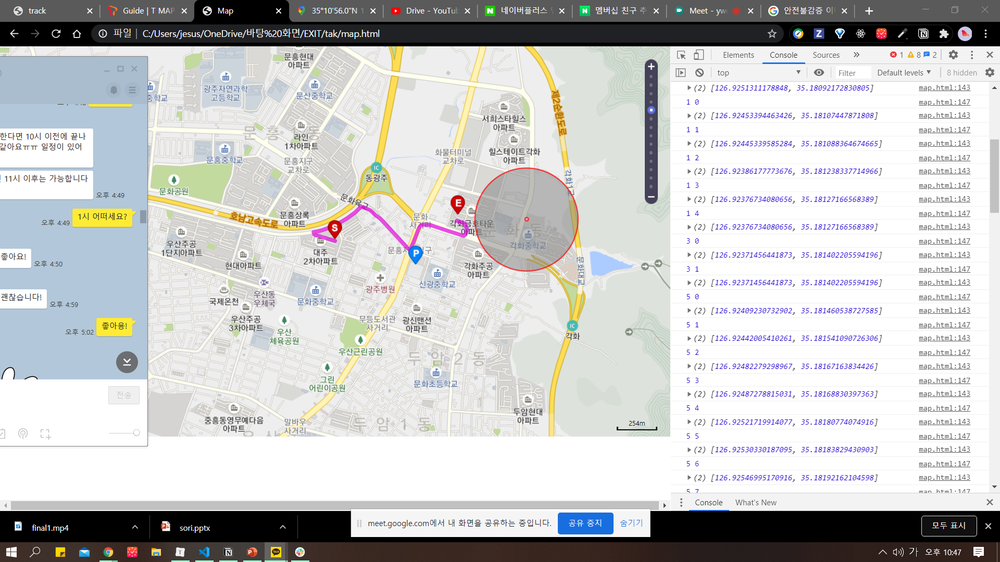 track
Guide | T MAP
Map
35°10'56.0"N 1
Drive - YouTub
네이버플러스 멤
멤버십 친구 추
Meet - yw
안전불감증 이
파일 | C:/Users/jesus/OneDrive/바탕%20화면/EXIT/tak/map.html
한다면 10시 이전에 끝나
같아요ㅠㅠ 일정이 있어
11시 이후는 가능합니다
오후 4:49
1시 어떠세요?
오후 4:49
좋아요!
오후 4:50
괜찮습니다!
오후 4:59
좋아용!
오후 5:02
전송
문흥현대
아파트
광주자연과학
고등학교
문산중학교
중학교
문흥1동
라인
1차아파트
문흥중학교
문흥지구
교차로
문화공원
IC
동광주
화물터미널
교차로
서희스타힐스
아파트
힐스테이트각화
아파트
제2순환도로
각화1교
문화육교
호남고속도로
문흥상록
아파트
문화
사거리
E
각화금호타운
아파트
문화동
각화중학교
S
P
우산주공
1단지아파트
대주
2차아파트
현대아파트
각화주공
아파트
문화대교
광주병원
신광중학교
국제온천
우산동
우체국
문화중학교
우산주공
3차아파트
우산
체육공원
무등도서관
사거리
광신맨션
아파트
IC
각화
우산근린공원
두암2동
그린
어린이공원
문화초등학교
중흥동영무예다음
아파트
말바우
사거리
두암1동
두암현대
아파트
254m
Elements
Console
Sources
1
8
2
top
Filter
Default levels
8 hidden
(2) [126.9251311178848, 35.18092172830805] map.html:143
1 0 map.html:147
(2) [126.92453394463426, 35.18107447871808] map.html:143
1 1 map.html:147
(2) [126.92445339585284, 35.181088364674665] map.html:143
1 2 map.html:147
(2) [126.92386177773676, 35.181238337714966] map.html:143
1 3 map.html:147
(2) [126.92376734080656, 35.18127166568389] map.html:143
1 4 map.html:147
(2) [126.92376734080656, 35.18127166568389] map.html:143
3 0 map.html:147
(2) [126.92371456441873, 35.181402205594196] map.html:143
3 1 map.html:147
(2) [126.92371456441873, 35.181402205594196] map.html:143
5 0 map.html:147
(2) [126.92409230732902, 35.181460538727585] map.html:143
5 1 map.html:147
(2) [126.92442005410261, 35.181541090726306] map.html:143
5 2 map.html:147
(2) [126.92482279298967, 35.18167163834426] map.html:143
5 3 map.html:147
(2) [126.92487278815031, 35.18168830397363] map.html:143
5 4 map.html:147
(2) [126.92521719914077, 35.18180774074916] map.html:143
5 5 map.html:147
(2) [126.92530330187095, 35.18183829430903] map.html:143
5 6 map.html:147
(2) [126.92546995170916, 35.18192162104598] map.html:143
5 7 map.html:147
Console
What's New
meet.google.com에서 내 화면을 공유하는 중입니다.
공유 중지
숨기기
final1.mp4
sori.pptx
모두 표시
가
오후 10:47